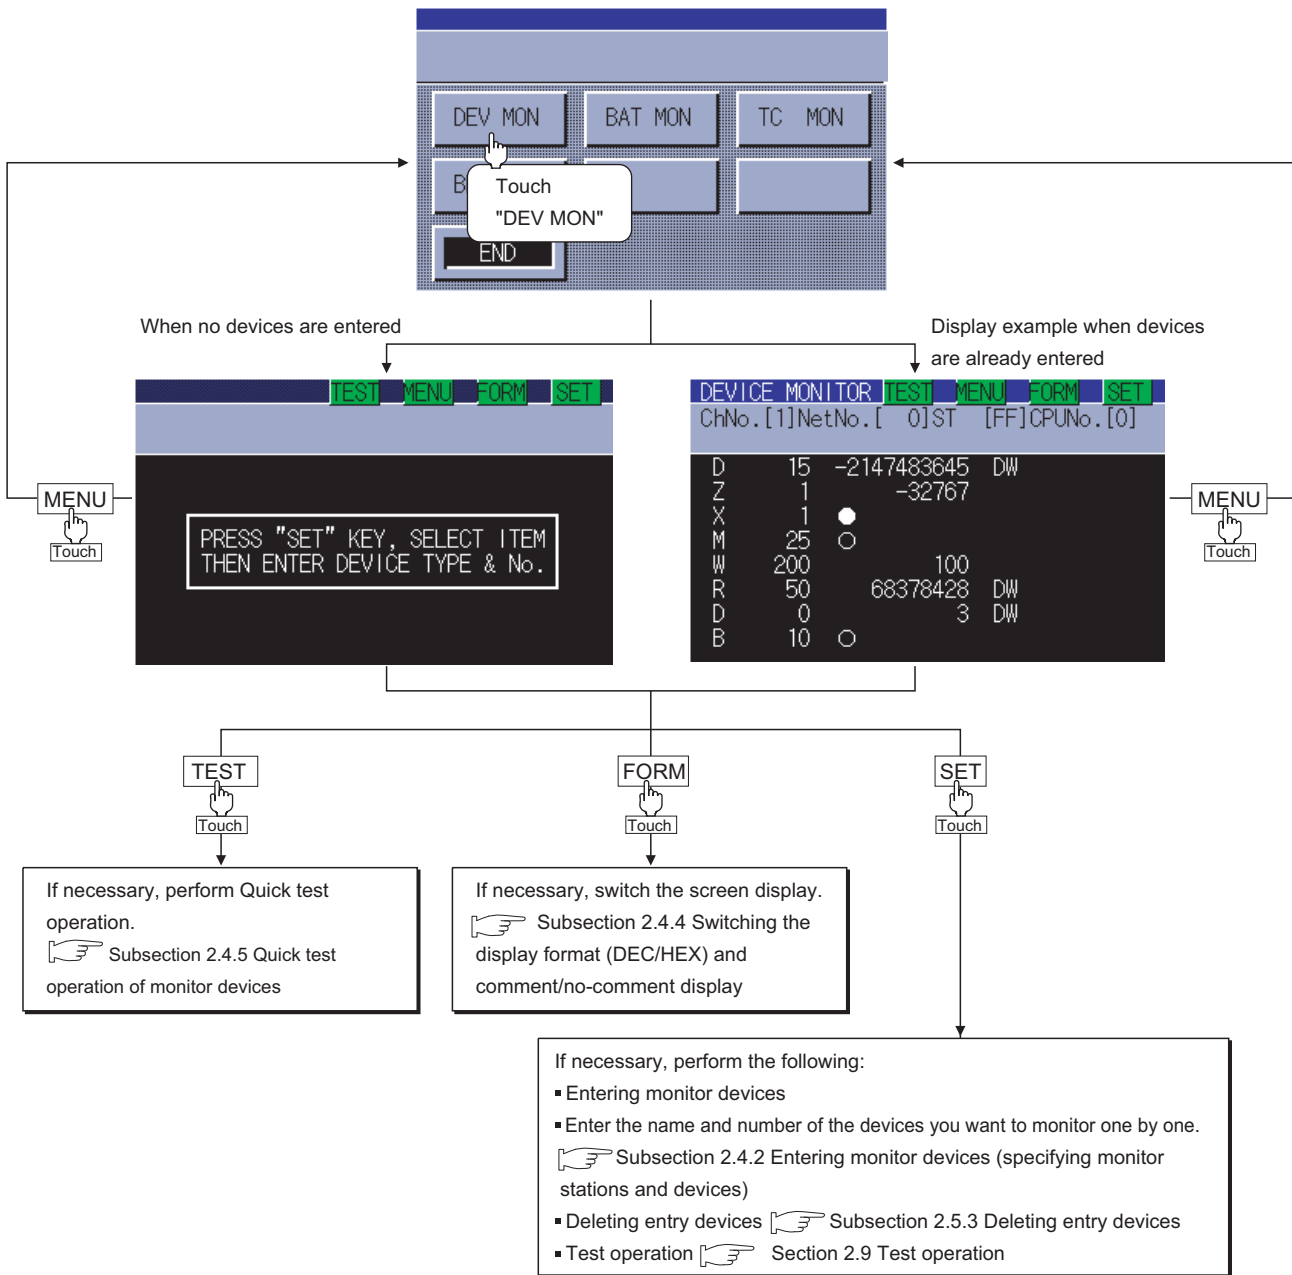 DEV MON
BAT MON
TC MON
B
Touch
"DEV MON"
END
When no devices are entered
Display example when devices
are already entered
TEST MENU FORM SET
PRESS "SET" KEY, SELECT ITEM
THEN ENTER DEVICE TYPE & No.
DEVICE MONITOR TEST MENU FORM SET
ChNo.[1]NetNo.[ 0]ST [FF]CPUNo.[0]
D 15 -2147483645 DW
Z 1 -32767
X 1 ●
M 25 ○
W 200 100
R 50 68378428 DW
D 0 3 DW
B 10 ○
MENU
Touch
MENU
Touch
TEST
Touch
FORM
Touch
SET
Touch
If necessary, perform Quick test
operation.
Subsection 2.4.5 Quick test
operation of monitor devices
If necessary, switch the screen display.
Subsection 2.4.4 Switching the
display format (DEC/HEX) and
comment/no-comment display
If necessary, perform the following:
▪ Entering monitor devices
▪ Enter the name and number of the devices you want to monitor one by one.
Subsection 2.4.2 Entering monitor devices (specifying monitor
stations and devices)
▪ Deleting entry devices Subsection 2.5.3 Deleting entry devices
▪ Test operation Section 2.9 Test operation